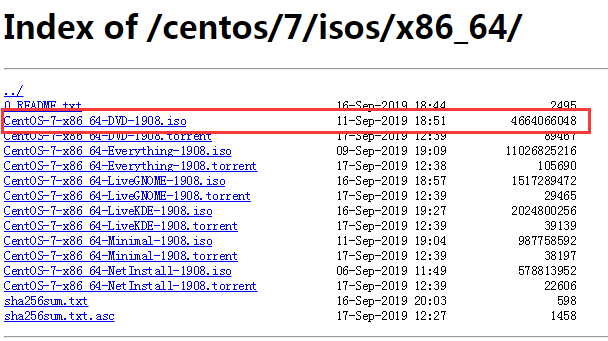 Index of /centos/7/isos/x86_64/
../
0_README.txt 16-Sep-2019 18:44 2495
CentOS-7-x86_64-DVD-1908.iso 11-Sep-2019 18:51 4664066048
CentOS-7-x86_64-DVD-1908.torrent 17-Sep-2019 12:39 89467
CentOS-7-x86_64-Everything-1908.iso 09-Sep-2019 19:09 11026825216
CentOS-7-x86_64-Everything-1908.torrent 17-Sep-2019 12:38 105690
CentOS-7-x86_64-LiveGNOME-1908.iso 16-Sep-2019 18:57 1517289472
CentOS-7-x86_64-LiveGNOME-1908.torrent 17-Sep-2019 12:39 29465
CentOS-7-x86_64-LiveKDE-1908.iso 16-Sep-2019 19:27 2024800256
CentOS-7-x86_64-LiveKDE-1908.torrent 17-Sep-2019 12:39 39139
CentOS-7-x86_64-Minimal-1908.iso 11-Sep-2019 19:04 987758592
CentOS-7-x86_64-Minimal-1908.torrent 17-Sep-2019 12:38 38197
CentOS-7-x86_64-NetInstall-1908.iso 06-Sep-2019 11:49 578813952
CentOS-7-x86_64-NetInstall-1908.torrent 17-Sep-2019 12:39 22606
sha256sum.txt 16-Sep-2019 20:03 598
sha256sum.txt.asc 17-Sep-2019 12:27 1458